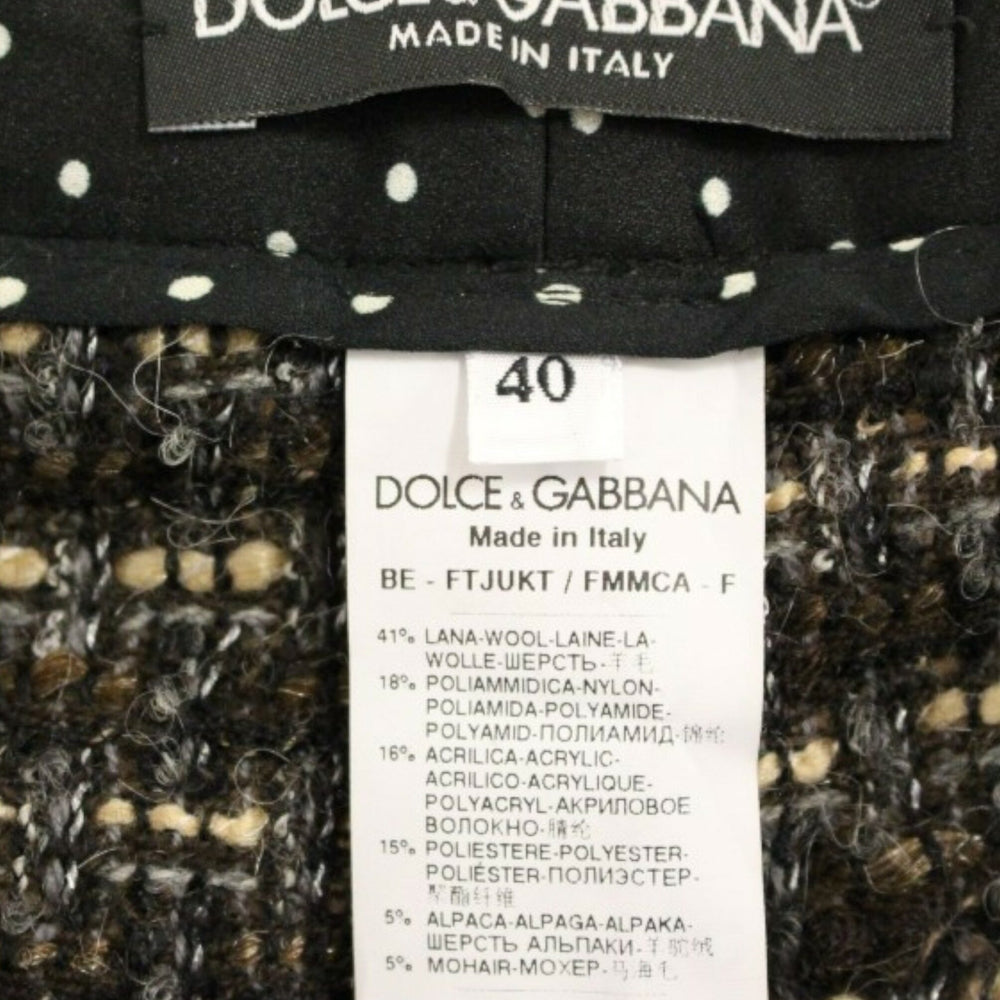 DOLCE & GABBANA
MADE IN ITALY
40
DOLCE & GABBANA
Made in Italy
BE - FTJUKT / FMMCA - F
41% LANA-WOOL-LAINE-LA-
WOLLE-ШЕРСТЬ-羊毛
18% POLIAMMIDICA-NYLON-
POLIAMIDA-POLYAMIDE-
POLYAMID-ПОЛИАМИД-锦纶
16% ACRILICA-ACRYLIC-
ACRILICO-ACRYLIQUE-
POLYACRYL-АКРИЛОВОЕ
ВОЛОКНО-腈纶
15% POLIESTERE-POLYESTER-
POLIÉSTER-ПОЛИЭСТЕР-
聚酯纤维
5% ALPACA-ALPAGA-ALPAKA-
ШЕРСТЬ АЛЬПАКИ-羊驼绒
5% MOHAIR-МОХЕР-马海毛